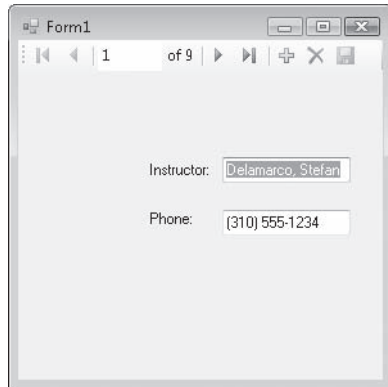 Form1
1 of 9
Instructor: Delamarco, Stefan
Phone: (310) 555-1234